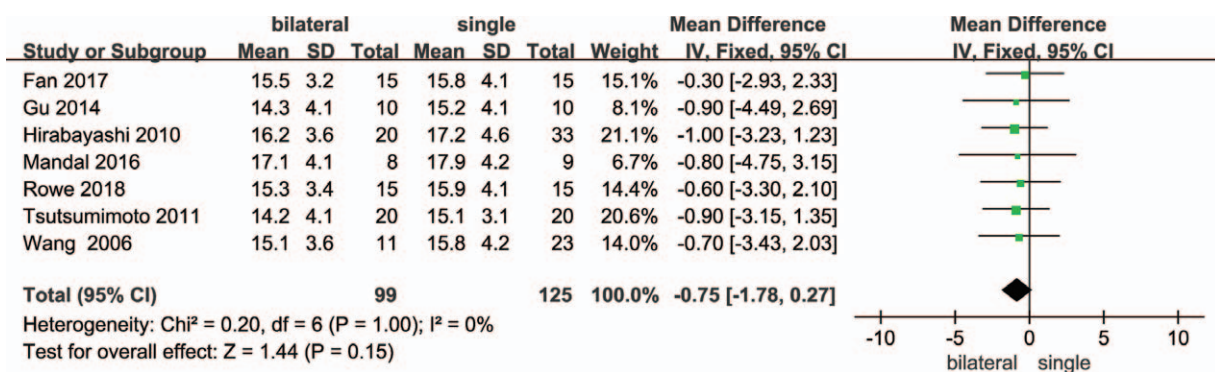 bilateral single Mean Difference Mean Difference
Study or Subgroup Mean SD Total Mean SD Total Weight IV, Fixed, 95% CI IV, Fixed, 95% CI
Fan 2017 15.5 3.2 15 15.8 4.1 15 15.1% -0.30 [-2.93, 2.33]
Gu 2014 14.3 4.1 10 15.2 4.1 10 8.1% -0.90 [-4.49, 2.69]
Hirabayashi 2010 16.2 3.6 20 17.2 4.6 33 21.1% -1.00 [-3.23, 1.23]
Mandal 2016 17.1 4.1 8 17.9 4.2 9 6.7% -0.80 [-4.75, 3.15]
Rowe 2018 15.3 3.4 15 15.9 4.1 15 14.4% -0.60 [-3.30, 2.10]
Tsutsumimoto 2011 14.2 4.1 20 15.1 3.1 20 20.6% -0.90 [-3.15, 1.35]
Wang 2006 15.1 3.6 11 15.8 4.2 23 14.0% -0.70 [-3.43, 2.03]
Total (95% CI) 99 125 100.0% -0.75 [-1.78, 0.27]
Heterogeneity: Chi² = 0.20, df = 6 (P = 1.00); I² = 0%
Test for overall effect: Z = 1.44 (P = 0.15)
-10 -5 0 5 10
bilateral single